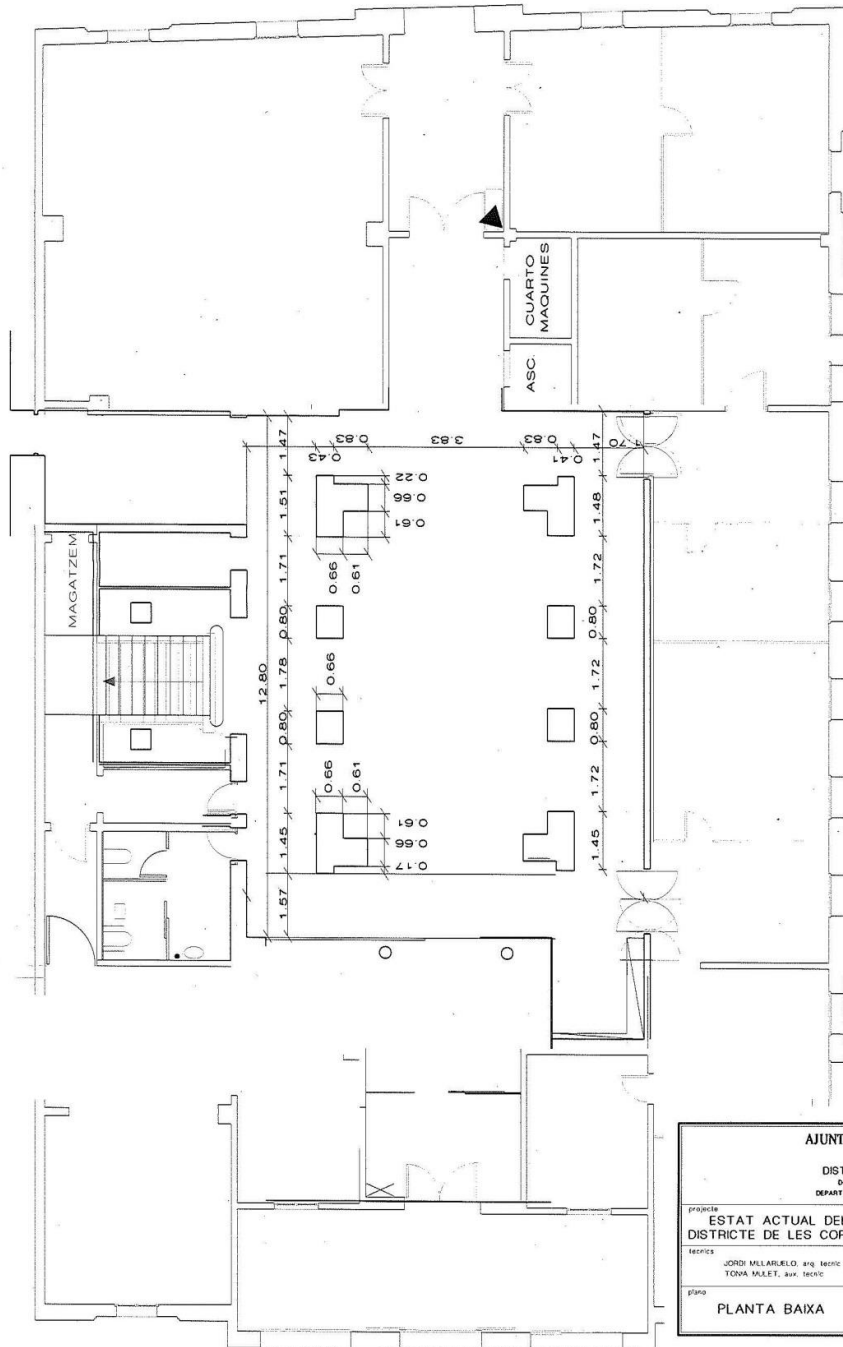 CUARTO
MAQUINES
ASC.
MAGATZEM
12.80
1.47
1.51
1.71
0.80
1.78
0.80
1.71
1.45
1.57
0.43
0.83
3.83
0.83
0.41
1.70
0.22
0.66
0.61
0.66
0.61
0.66
0.66
0.61
0.61
0.66
0.17
1.47
1.48
1.72
0.80
1.72
0.80
1.72
1.45
AJUNT
DIST
D
DEPART
projecte
ESTAT ACTUAL DE
DISTRICTE DE LES COR
tecnics
JORDI MILLARUELO, arq. tecnic
TONYA MULET, aux. tecnic
plano
PLANTA BAIXA